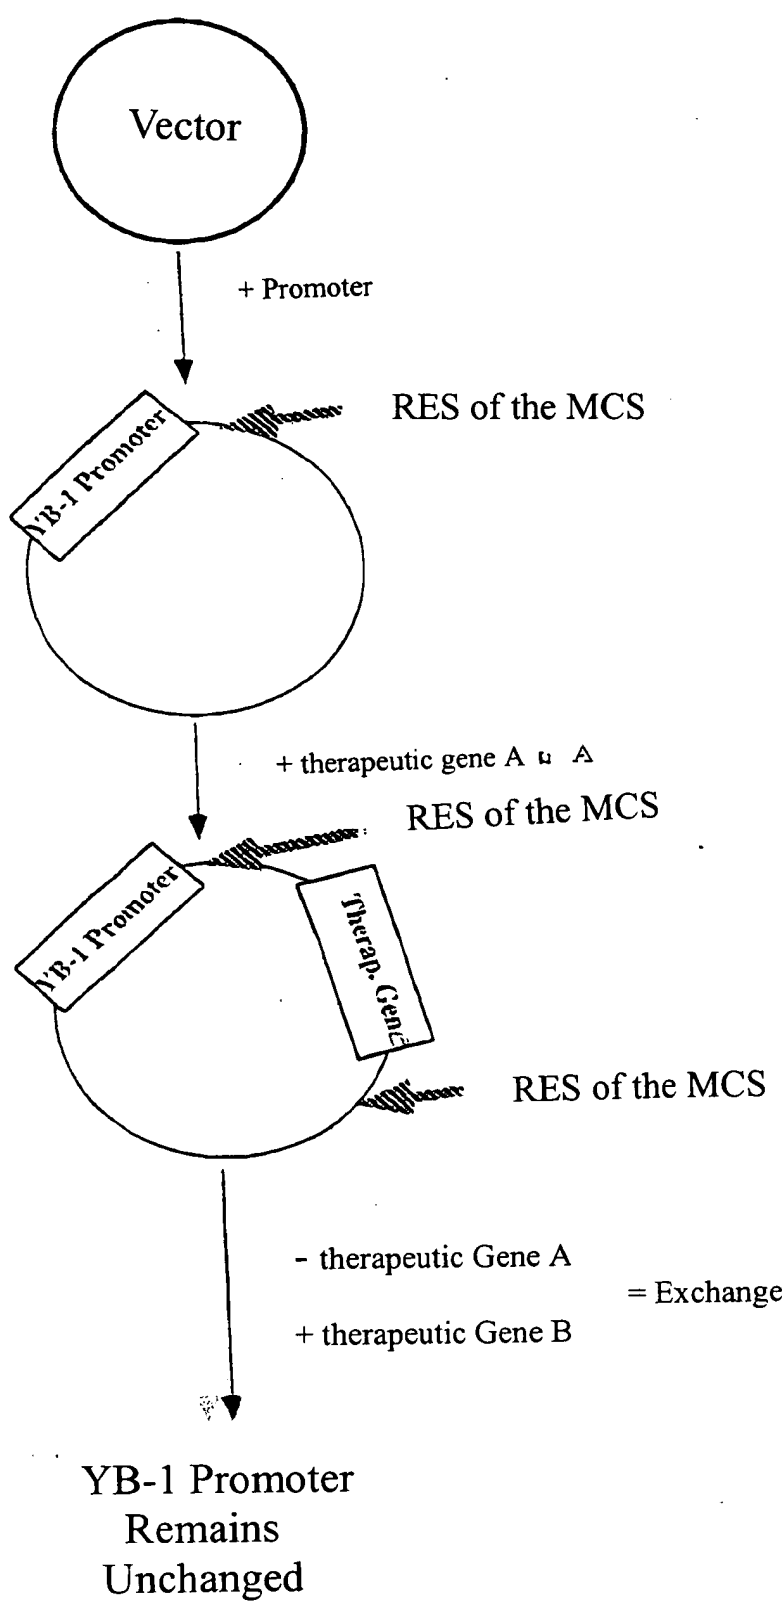 Vector
+ Promoter
RES of the MCS
YB-1 Promoter
+ therapeutic gene A
RES of the MCS
YB-1 Promoter
Therap. Gene
RES of the MCS
- therapeutic Gene A
= Exchange
+ therapeutic Gene B
YB-1 Promoter
Remains
Unchanged